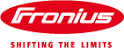 Fronius
SHIFTING THE LIMITS